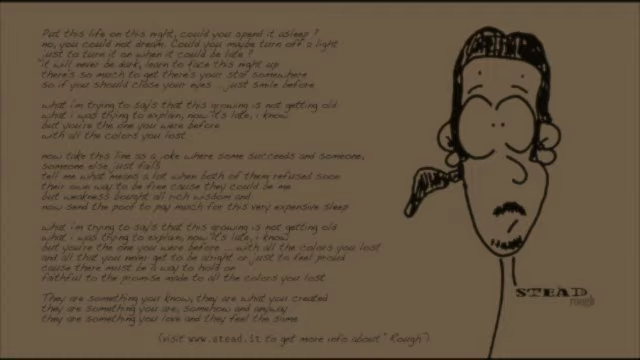 Put this life on this night, could you spend it asleep ?
no, you could not dream. Could you maybe turn off a light
just to turn it on when it could be late ?
it will never be dark, learn to face this night up
there's so much to get there's your star somewhere
so if you should close your eyes ... just smile before
what i'm trying to say's that this growing is not getting old
what i was trying to explain, now it's late, i know
but you're the one you were before
with all the colors you lost
now take this line as a joke where some succeeds and someone,
someone else just fails
tell me what means a lot when both of them refused soon
their own way to be fine cause they could be me
but weakness bought all rich wisdom and
now send the poor to pay much for this very expensive sleep
what i'm trying to say's that this growing is not getting old
what i was trying to explain, now it's late, i know
but you're the one you were before ... with all the colors you lost
and all that you never get to be alright or just to feel proud
cause there must be a way to hold on
faithful to the promise made to all the colors you lost
They are something you know, they are what you created
they are something you are, somehow and anyway
they are something you love and they feel the same
(visit www.stead.it to get more info about "Rough")
STEAD
rough